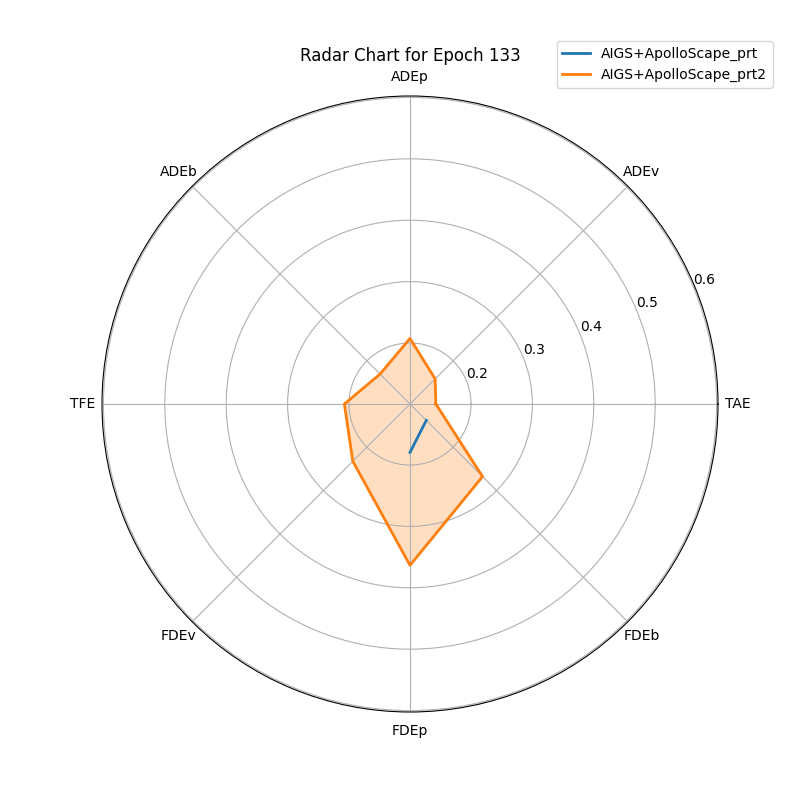 Radar Chart for Epoch 133
AIGS+ApolloScape_prt
AIGS+ApolloScape_prt2
ADEp
ADEb
ADEv
0.6
0.5
0.4
0.3
0.2
TFE
TAE
FDEv
FDEb
FDEp